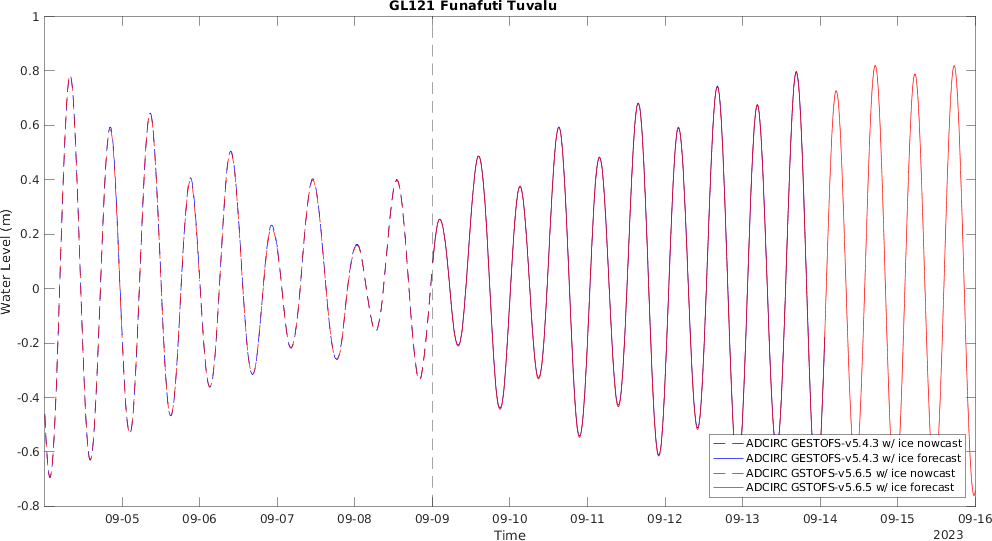 GL121 Funafuti Tuvalu
1
0.8
0.6
0.4
0.2
0
-0.2
-0.4
-0.6
-0.8
Water Level (m)
ADCIRC GESTOFS-v5.4.3 w/ ice nowcast
ADCIRC GESTOFS-v5.4.3 w/ ice forecast
ADCIRC GSTOFS-v5.6.5 w/ ice nowcast
ADCIRC GSTOFS-v5.6.5 w/ ice forecast
09-05 09-06 09-07 09-08 09-09 09-10 09-11 09-12 09-13 09-14 09-15 09-16
Time
2023